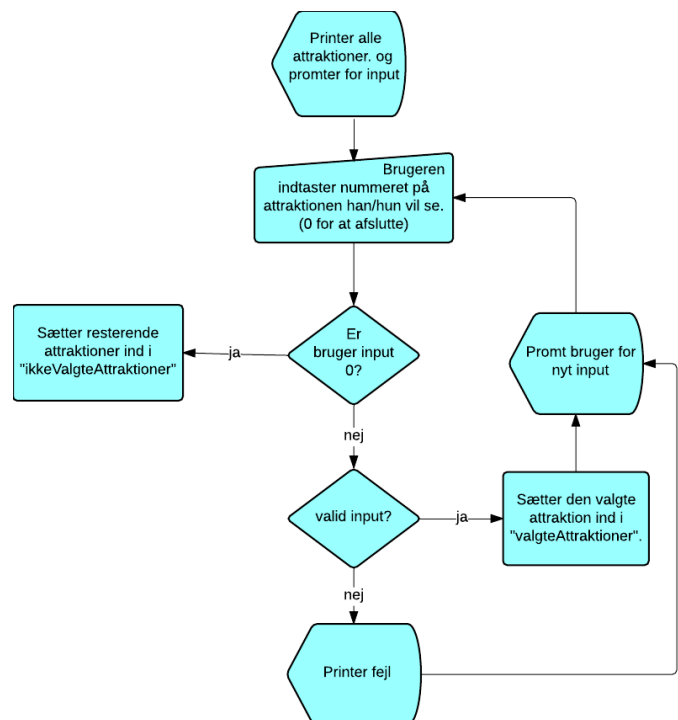 Printer alle
attraktioner. og
promter for input
Brugeren
indtaster nummeret på
attraktionen han/hun vil se.
(0 for at afslutte)
Er
bruger input
0?
ja
Sætter resterende
attraktioner ind i
"ikkeValgteAttraktioner"
nej
valid input?
ja
Sætter den valgte
attraktion ind i
"valgteAttraktioner".
Promt bruger for
nyt input
nej
Printer fejl